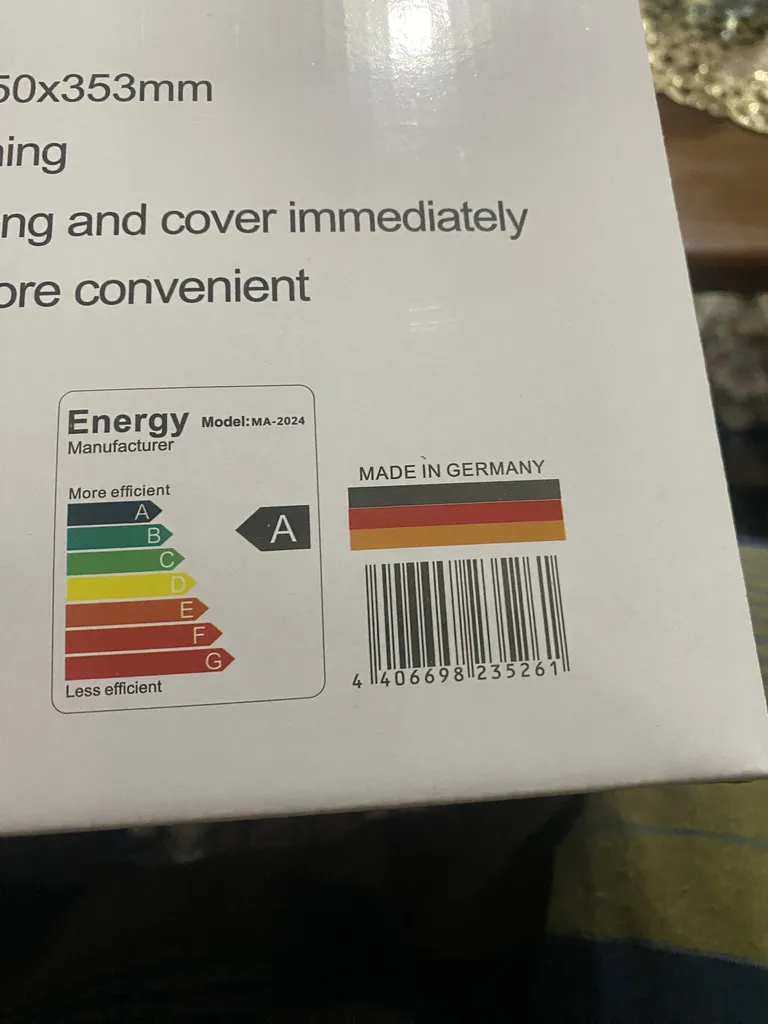 50x353mm
ing
ng and cover immediately
ore convenient
Energy Model:MA-2024
Manufacturer
More efficient
A
B
C
D
E
F
G
Less efficient
A
MADE IN GERMANY
4 406698 235261